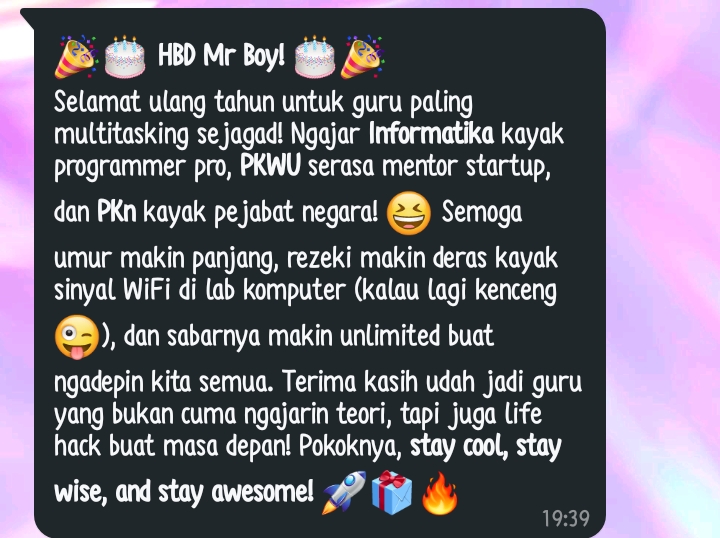 🎉🎂 HBD Mr Boy! 🎂🎉
Selamat ulang tahun untuk guru paling
multitasking sejagad! Ngajar Informatika kayak
programmer pro, PKWU serasa mentor startup,
dan PKn kayak pejabat negara! 😆 Semoga
umur makin panjang, rezeki makin deras kayak
sinyal WiFi di lab komputer (kalau lagi kenceng
😜), dan sabarnya makin unlimited buat
ngadepin kita semua. Terima kasih udah jadi guru
yang bukan cuma ngajarin teori, tapi juga life
hack buat masa depan! Pokoknya, stay cool, stay
wise, and stay awesome! 🚀🎁🔥
19:39